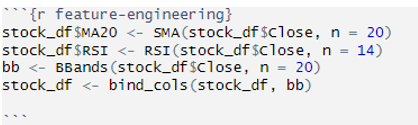 ```{r feature-engineering}
stock_df$MA20 <- SMA(stock_df$Close, n = 20)
stock_df$RSI <- RSI(stock_df$Close, n = 14)
bb <- BBands(stock_df$Close, n = 20)
stock_df <- bind_cols(stock_df, bb)
```